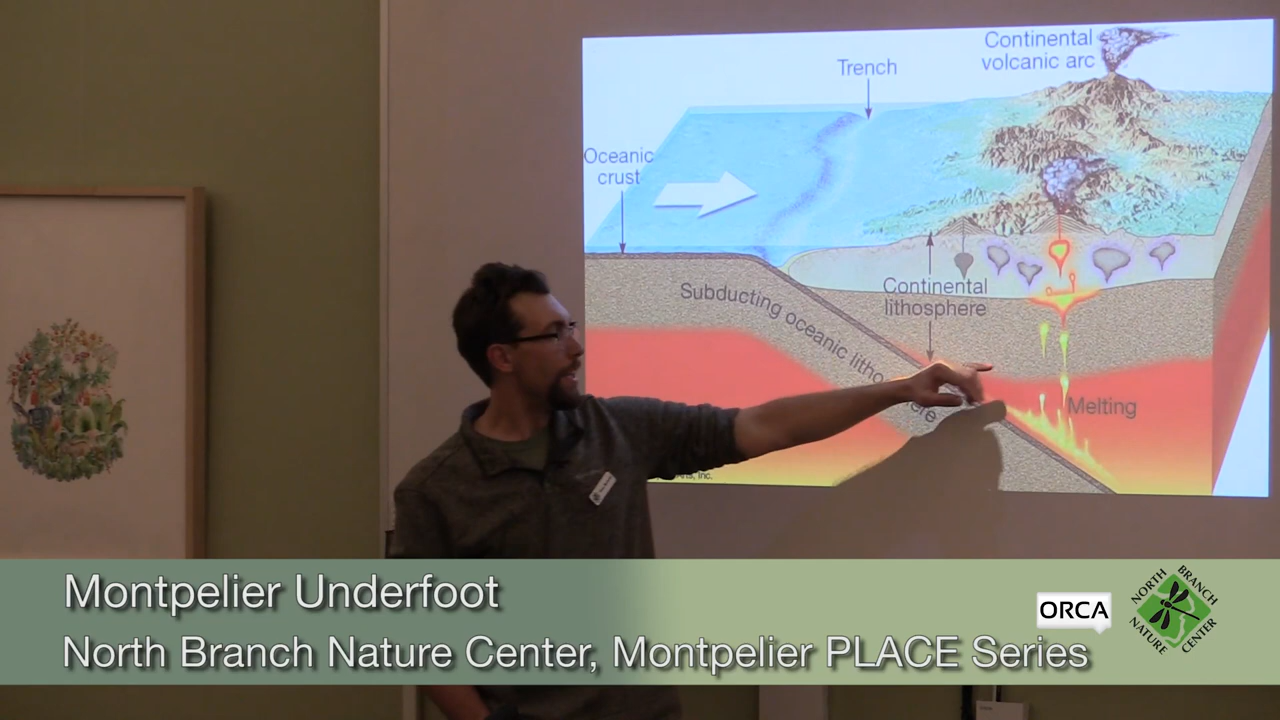 Continental
volcanic arc
Trench
Oceanic
crust
Continental
lithosphere
Subducting oceanic
Melting
Inc.
Montpelier Underfoot
North Branch Nature Center, Montpelier PLACE Series
ORCA
NORTH BRANCH
NATURE CENTER